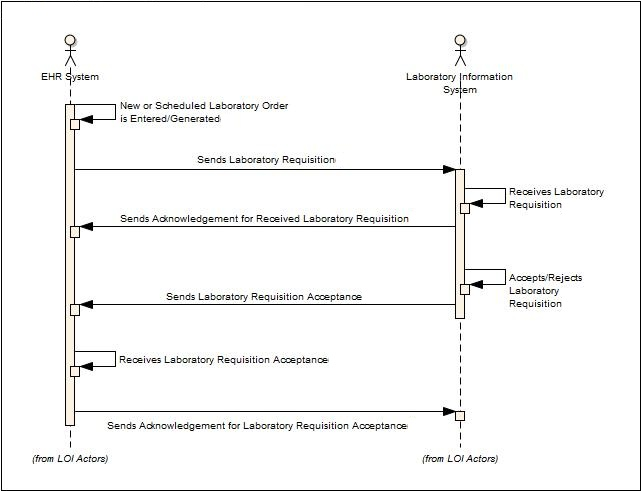 EHR System
Laboratory Information
System
New or Scheduled Laboratory Order
is Entered/Generated
Sends Laboratory Requisition
Receives Laboratory
Requisition
Sends Acknowledgement for Received Laboratory Requisition
Accepts/Rejects
Laboratory
Requisition
Sends Laboratory Requisition Acceptance
Receives Laboratory Requisition Acceptance
Sends Acknowledgement for Laboratory Requisition Acceptance
(from LOI Actors)
(from LOI Actors)